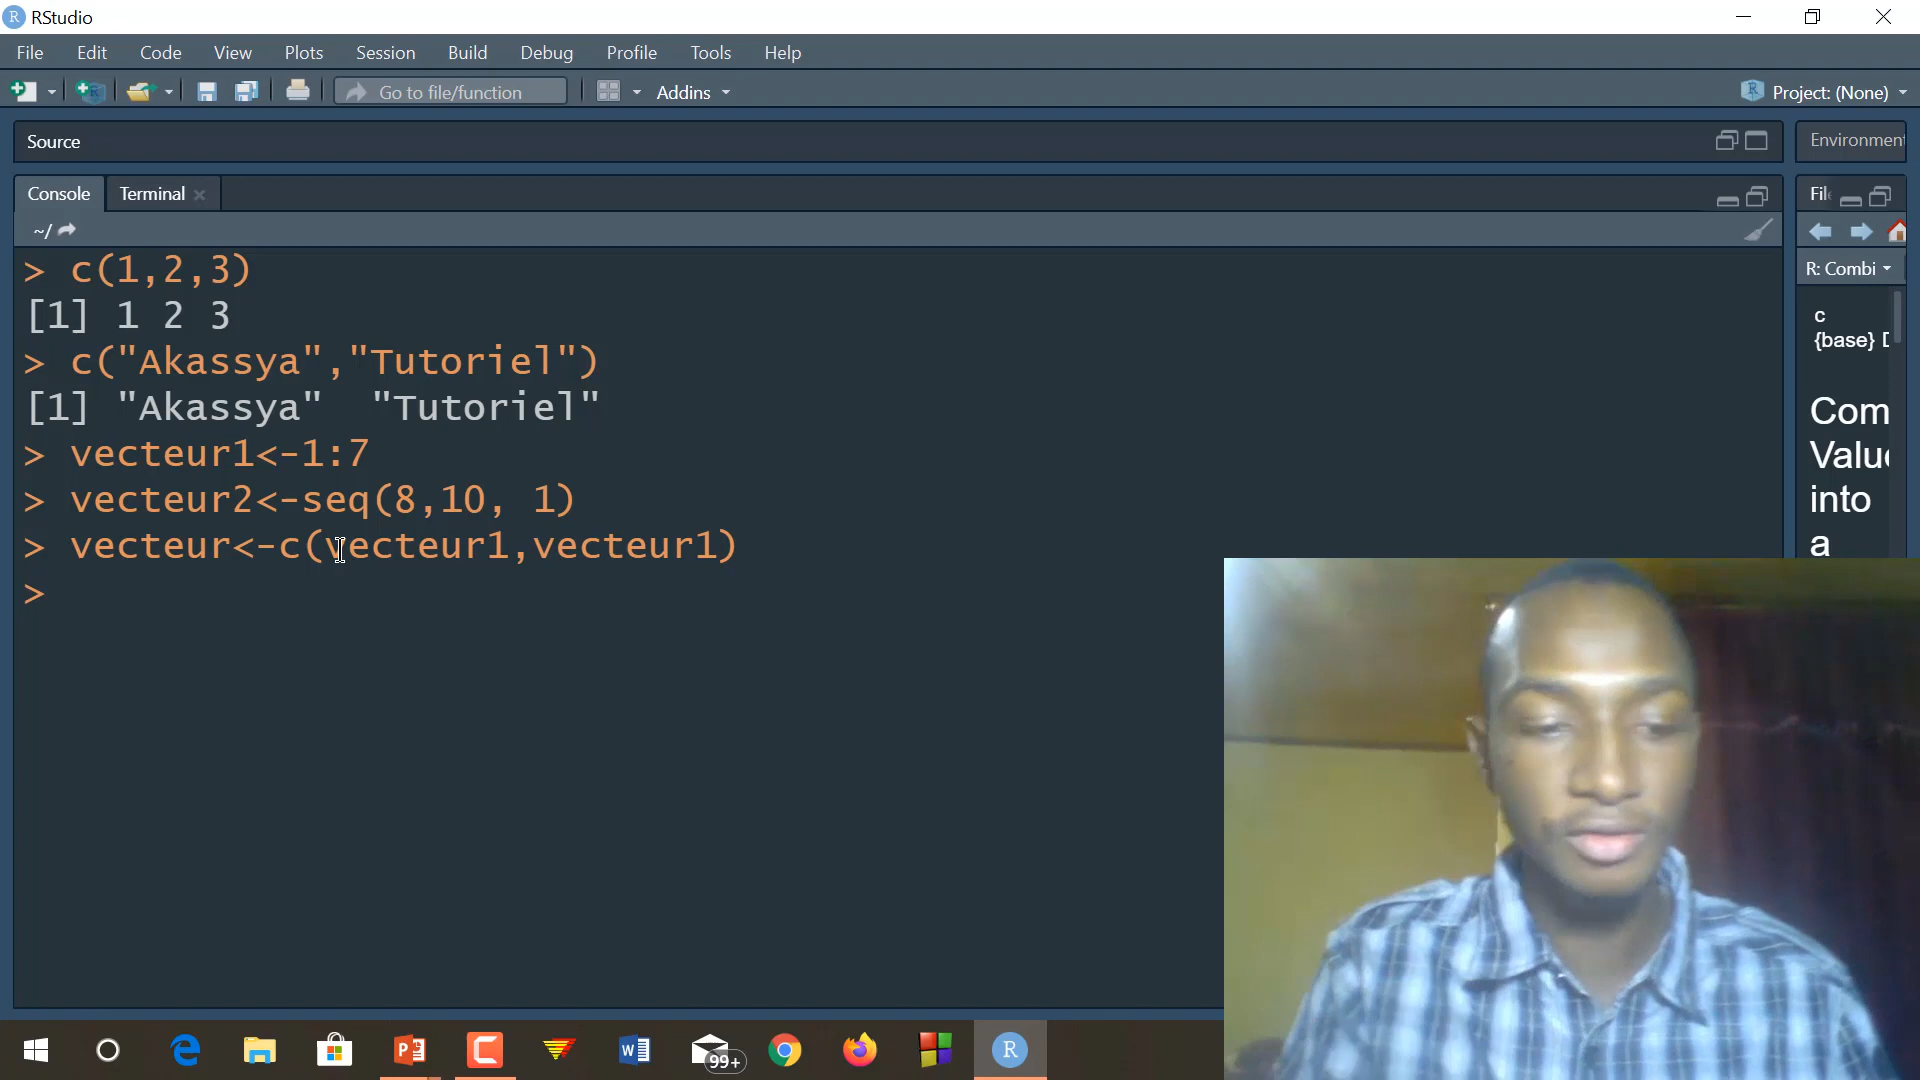 RStudio
File Edit Code View Plots Session Build Debug Profile Tools Help
Go to file/function Addins Project: (None)
Source
Environment
Console Terminal
~/
> c(1,2,3)
[1] 1 2 3
> c("Akassya","Tutoriel")
[1] "Akassya"  "Tutoriel"
> vecteur1<-1:7
> vecteur2<-seq(8,10, 1)
> vecteur<-c(vecteur1,vecteur1)
>
R: Combi
c
{base}
Com
Value
into
a
99+